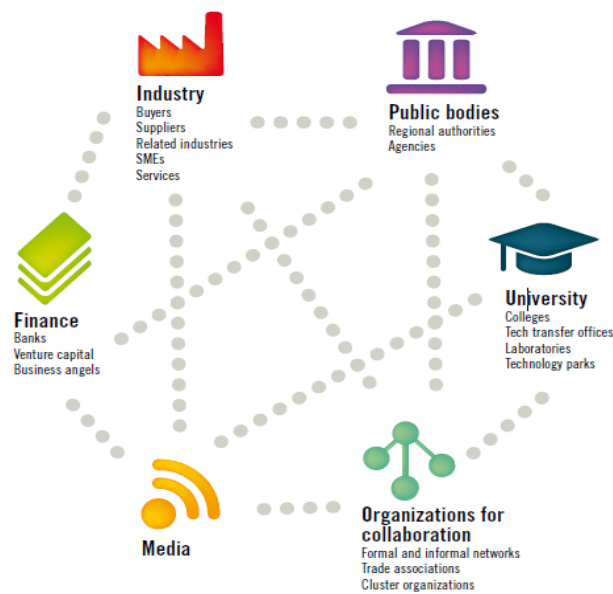 Industry
Buyers
Suppliers
Related industries
SMEs
Services
Public bodies
Regional authorities
Agencies
Finance
Banks
Venture capital
Business angels
University
Colleges
Tech transfer offices
Laboratories
Technology parks
Media
Organizations for
collaboration
Formal and informal networks
Trade associations
Cluster organizations